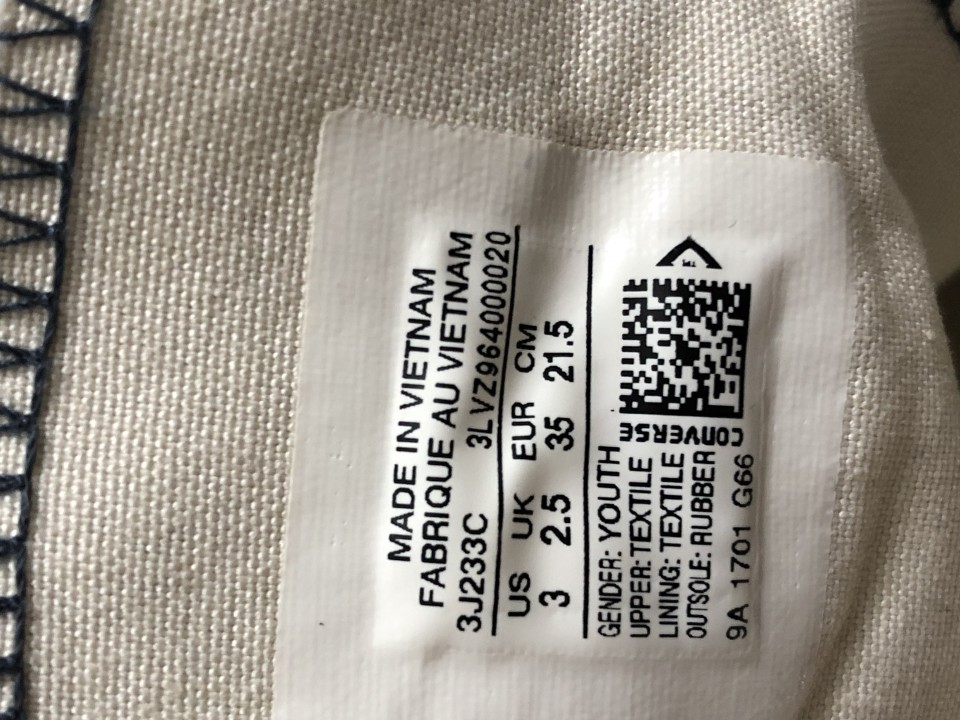 MADE IN VIETNAM
FABRIQUE AU VIETNAM
3J233C 3LVZ964000020
US UK EUR CM
3 2.5 35 21.5
GENDER: YOUTH
UPPER: TEXTILE
LINING: TEXTILE
OUTSOLE: RUBBER
9A 1701 G66
CONVERSE